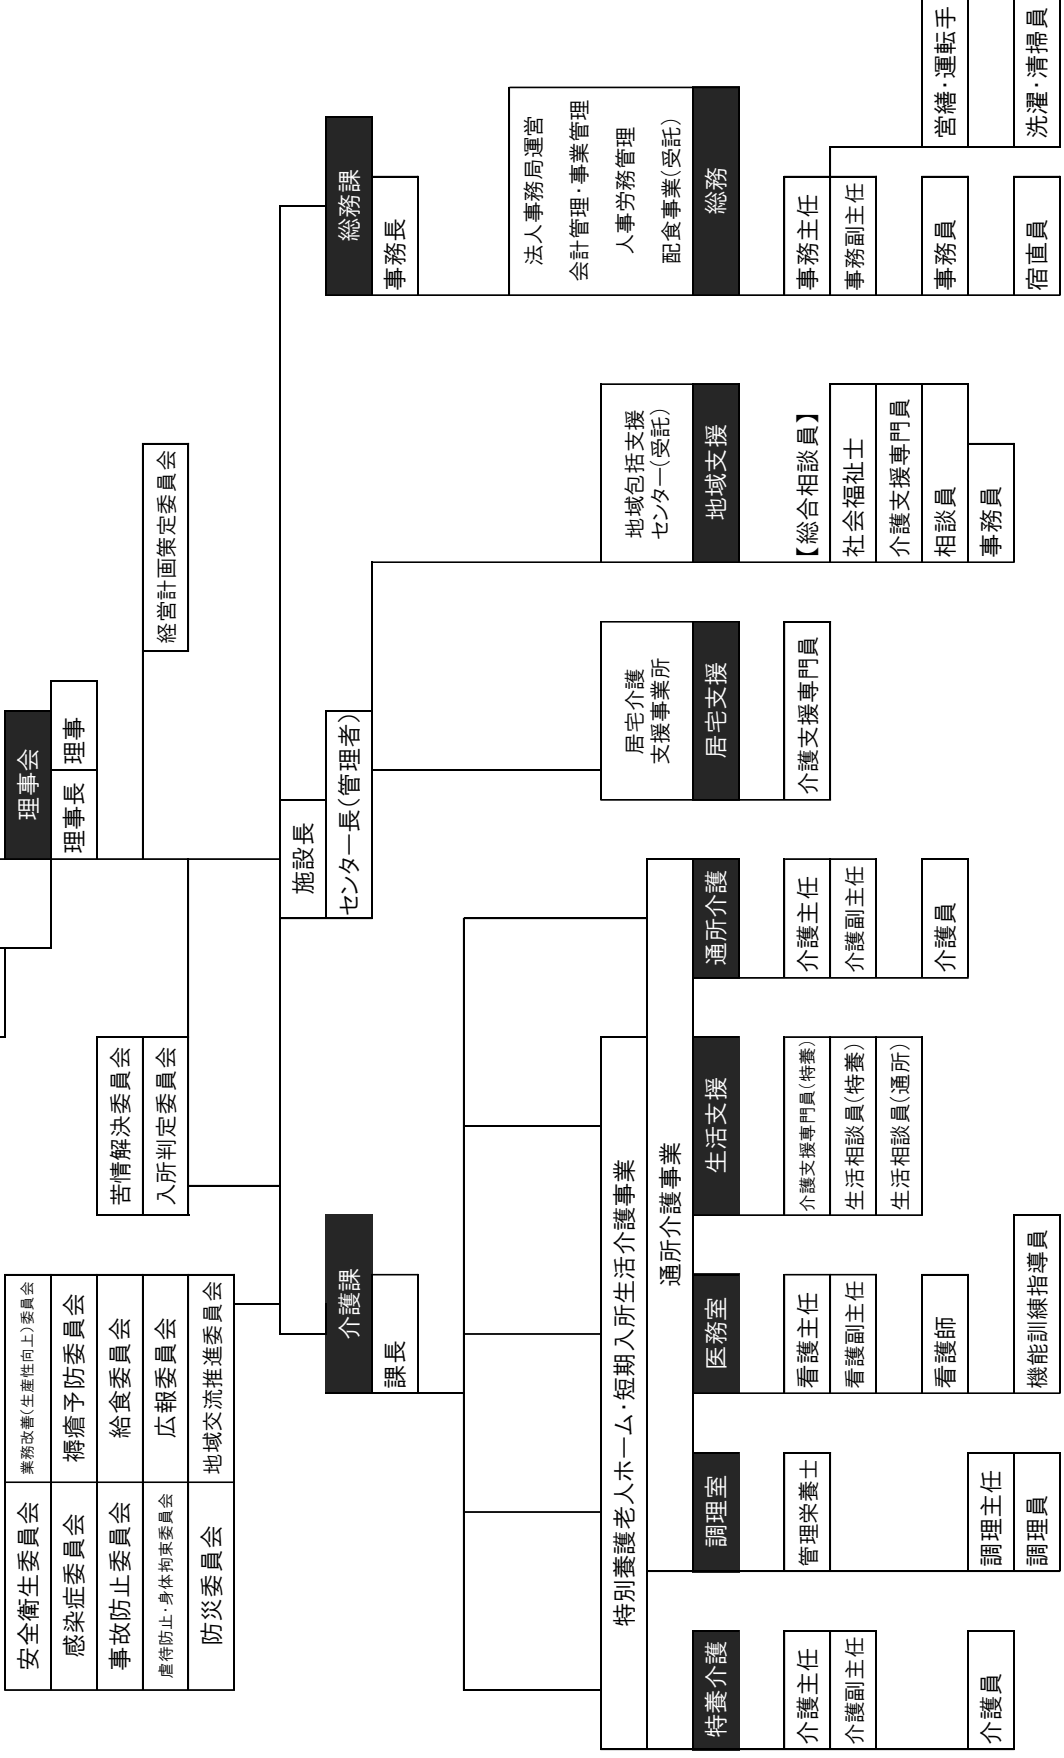 理事会
理事長
理事
経営計画策定委員会
苦情解決委員会
入所判定委員会
安全衛生委員会
業務改善(生産性向上)委員会
感染症委員会
褥瘡予防委員会
事故防止委員会
給食委員会
虐待防止・身体拘束委員会
広報委員会
防災委員会
地域交流推進委員会
施設長
センター長(管理者)
介護課
課長
総務課
事務長
特別養護老人ホーム・短期入所生活介護事業
通所介護事業
居宅介護
支援事業所
地域包括支援
センター(受託)
法人事務局運営
会計管理・事業管理
人事労務管理
配食事業(受託)
特養介護
調理室
医務室
生活支援
通所介護
居宅支援
地域支援
総務
介護主任
介護副主任
介護員
管理栄養士
調理主任
調理員
看護主任
看護副主任
看護師
機能訓練指導員
介護支援専門員(特養)
生活相談員(特養)
生活相談員(通所)
介護主任
介護副主任
介護員
介護支援専門員
【総合相談員】
社会福祉士
介護支援専門員
相談員
事務員
事務主任
事務副主任
事務員
営繕・運転手
宿直員
洗濯・清掃員